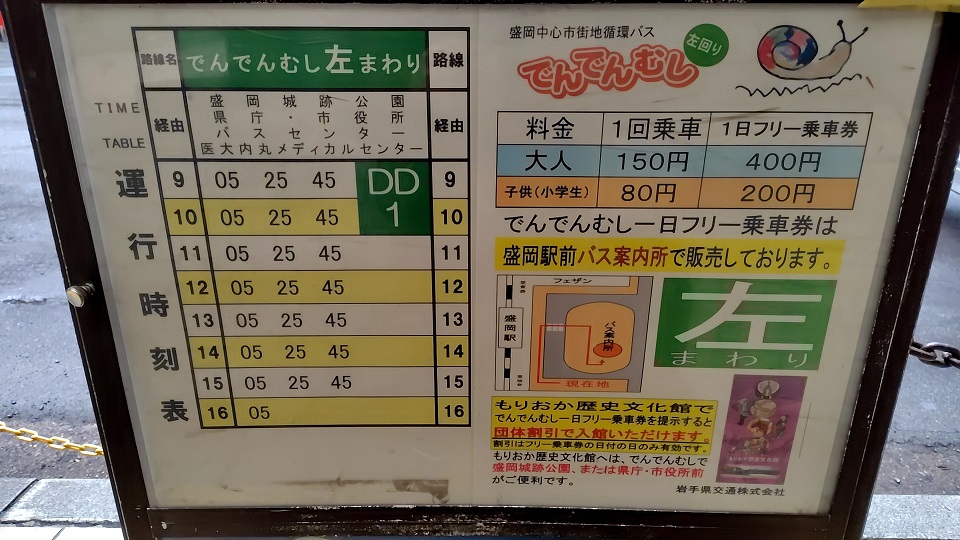 路線名 でんでんむし左まわり 路線
TIME
TABLE
経由 盛岡城跡公園 経由
県庁・市役所
バスセンター
医大内丸メディカルセンター
運行時刻表
9 05 25 45 9
DD
1
10 05 25 45 10
11 05 25 45 11
12 05 25 45 12
13 05 25 45 13
14 05 25 45 14
15 05 25 45 15
16 05 16
盛岡中心市街地循環バス
でんでんむし 左回り
料金 1回乗車 1日フリー乗車券
大人 150円 400円
子供(小学生) 80円 200円
でんでんむし一日フリー乗車券は
盛岡駅前バス案内所で販売しております。
フェザン
盛岡駅
バス案内所
現在地
左
まわり
もりおか歴史文化館で
でんでんむし一日フリー乗車券を提示すると
団体割引で入館いただけます。
割引はフリー乗車券の日付の日のみ有効です。
もりおか歴史文化館へは、でんでんむしで
盛岡城跡公園、または県庁・市役所前
がご便利です。
もりおか歴史文化館
岩手県交通株式会社